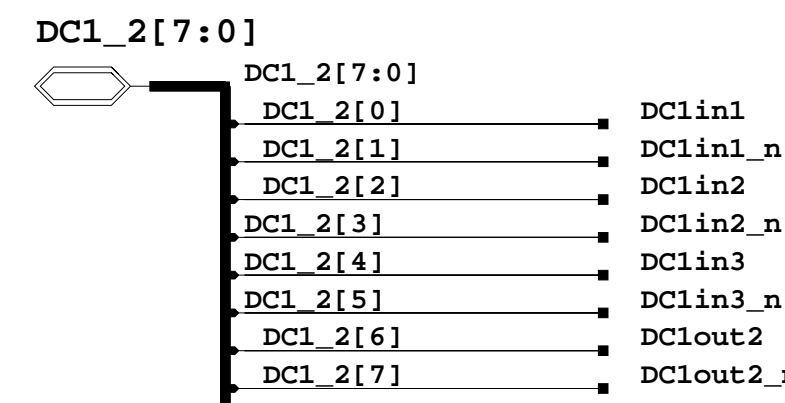 DC1_2[7:0]
DC1_2[7:0]
DC1_2[0] DC1in1
DC1_2[1] DC1in1_n
DC1_2[2] DC1in2
DC1_2[3] DC1in2_n
DC1_2[4] DC1in3
DC1_2[5] DC1in3_n
DC1_2[6] DC1out2
DC1_2[7]